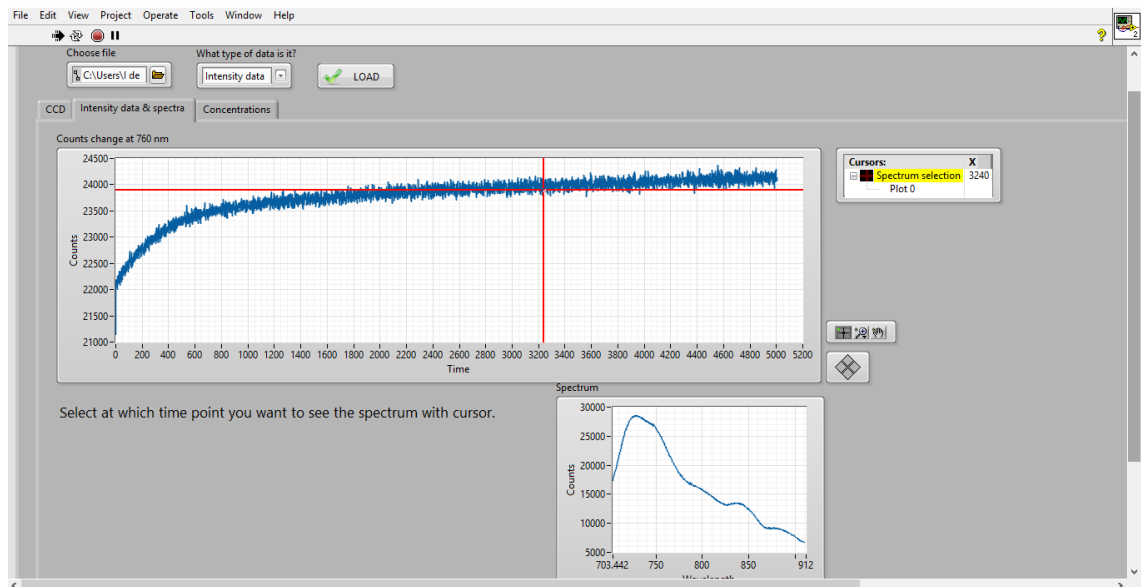 File Edit View Project Operate Tools Window Help
2
Choose file
What type of data is it?
C:\Users\I de
Intensity data
LOAD
CCD
Intensity data & spectra
Concentrations
Counts change at 760 nm
24500
24000
23500
23000
22500
22000
21500
21000
Counts
0 200 400 600 800 1000 1200 1400 1600 1800 2000 2200 2400 2600 2800 3000 3200 3400 3600 3800 4000 4200 4400 4600 4800 5000 5200
Time
Cursors: X
Spectrum selection 3240
Plot 0
Select at which time point you want to see the spectrum with cursor.
Spectrum
30000
25000
20000
15000
10000
5000
Counts
703.442 750 800 850 912
Wavelength